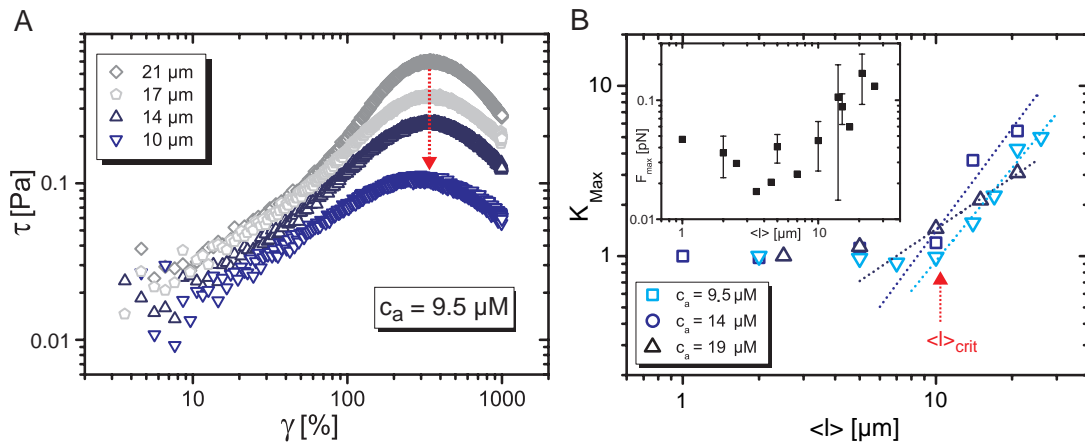 A
1
0.1
0.01
τ [Pa]
21 µm
17 µm
14 µm
10 µm
c_a = 9.5 µM
10
100
1000
γ [%]
B
10
1
K_Max
0.1
0.01
F_max [pN]
1
<l> [µm]
10
c_a = 9,5 µM
c_a = 14 µM
c_a = 19 µM
<l>_crit
1
10
<l> [µm]